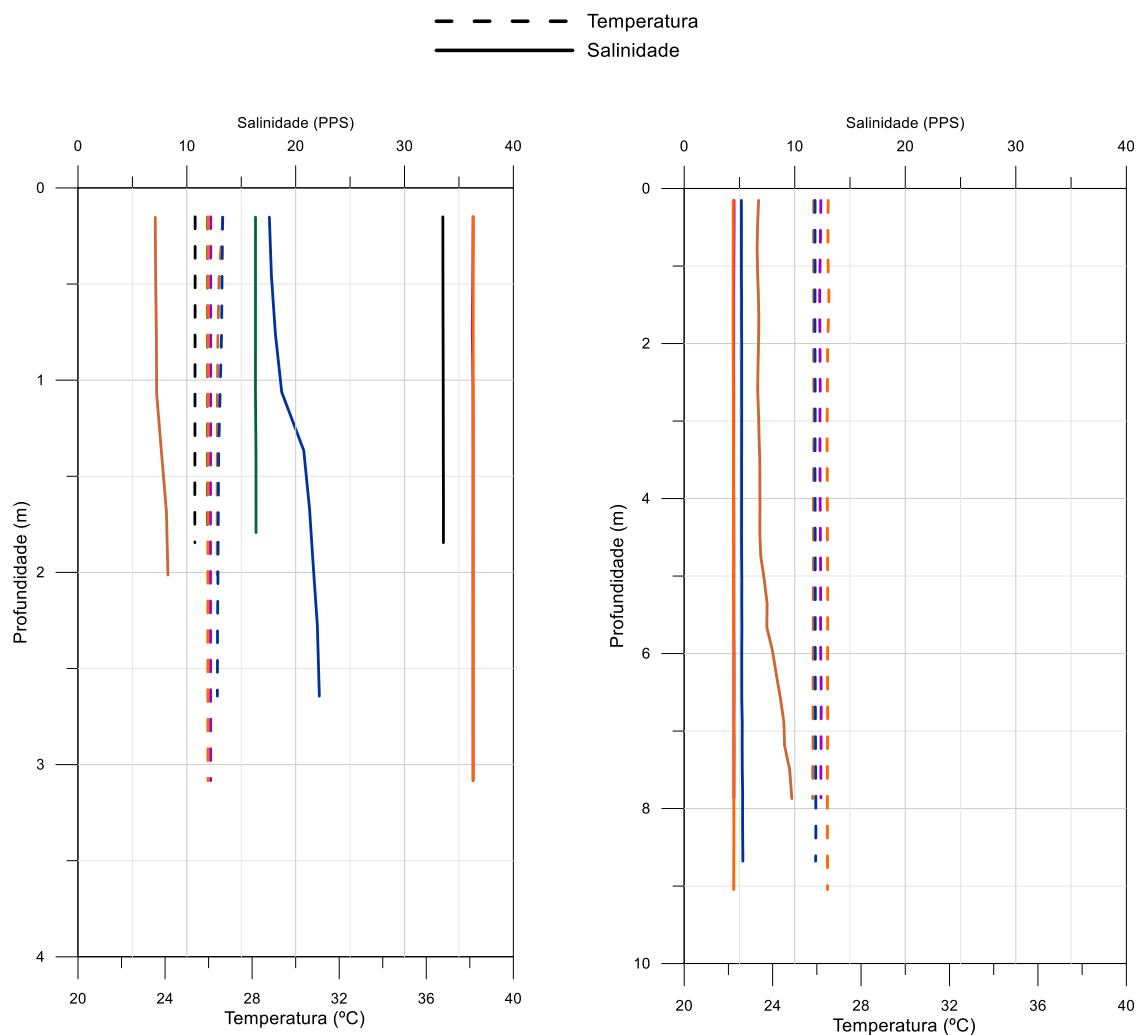 Temperatura
Salinidade
Salinidade (PPS)
0 10 20 30 40
0
1
2
3
4
Profundidade (m)
20 24 28 32 36 40
Temperatura (ºC)
Salinidade (PPS)
0 10 20 30 40
0
2
4
6
8
10
Profundidade (m)
20 24 28 32 36 40
Temperatura (ºC)